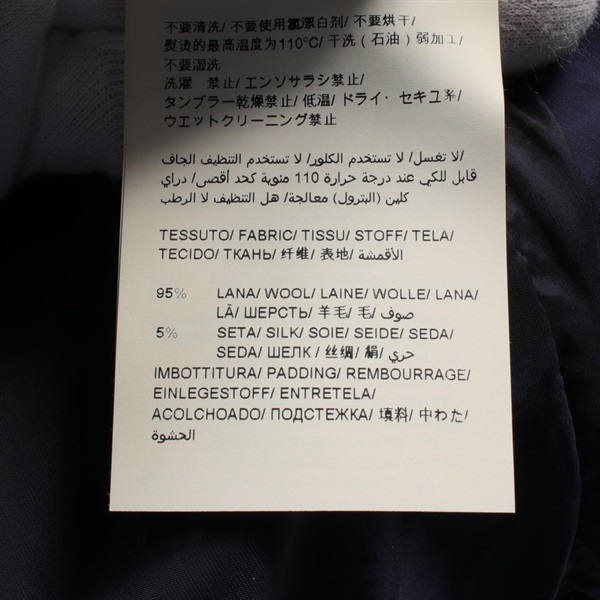 不要清洗/ 不要使用氯漂白剂/ 不要烘干/
熨烫的最高温度为110°C/ 干洗（石油）弱加工/
不要湿洗
洗濯 禁止/ エンソサラシ禁止/
タンブラー乾燥禁止/ 低温/ ドライ・セキユ系/
ウエットクリーニング禁止
لا تغسل/ لا تستخدم الكلور/ لا تستخدم التنظيف الجاف/
قابل للكي عند درجة حرارة 110 مئوية كحد أقصى/ دراي
كلين (البترول) معالجة/ هل التنظيف لا الرطب
TESSUTO/ FABRIC/ TISSU/ STOFF/ TELA/
TECIDO/ ТКАНЬ/ 纤维/ 表地/ الأقمشة
95% LANA/ WOOL/ LAINE/ WOLLE/ LANA/
LÃ/ ШЕРСТЬ/ 羊毛/ 毛/ صوف
5% SETA/ SILK/ SOIE/ SEIDE/ SEDA/
SEDA/ ШЕЛК / 丝绸/ 絹/ حري
IMBOTTITURA/ PADDING/ REMBOURRAGE/
EINLEGESTOFF/ ENTRETELA/
ACOLCHOADO/ ПОДСТЕЖКА/ 填料/ 中わた/
الحشوة